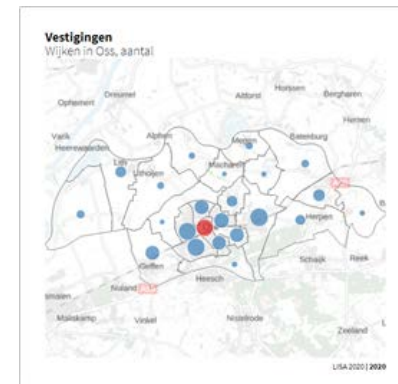 Vestigingen
Wijken in Oss, aantal
Dreumel
Ophemert
Altforst
Horssen
Bergharen
Hernen
Varik
Heerewaarden
Alphen
Megen
Batenburg
Lith
Lithoijen
Macharen
Herpen
Geffen
Heesch
Schaijk
Reek
Nuland
Maliskamp
Vinkel
Nistelrode
Zeeland
LISA 2020 | 2020